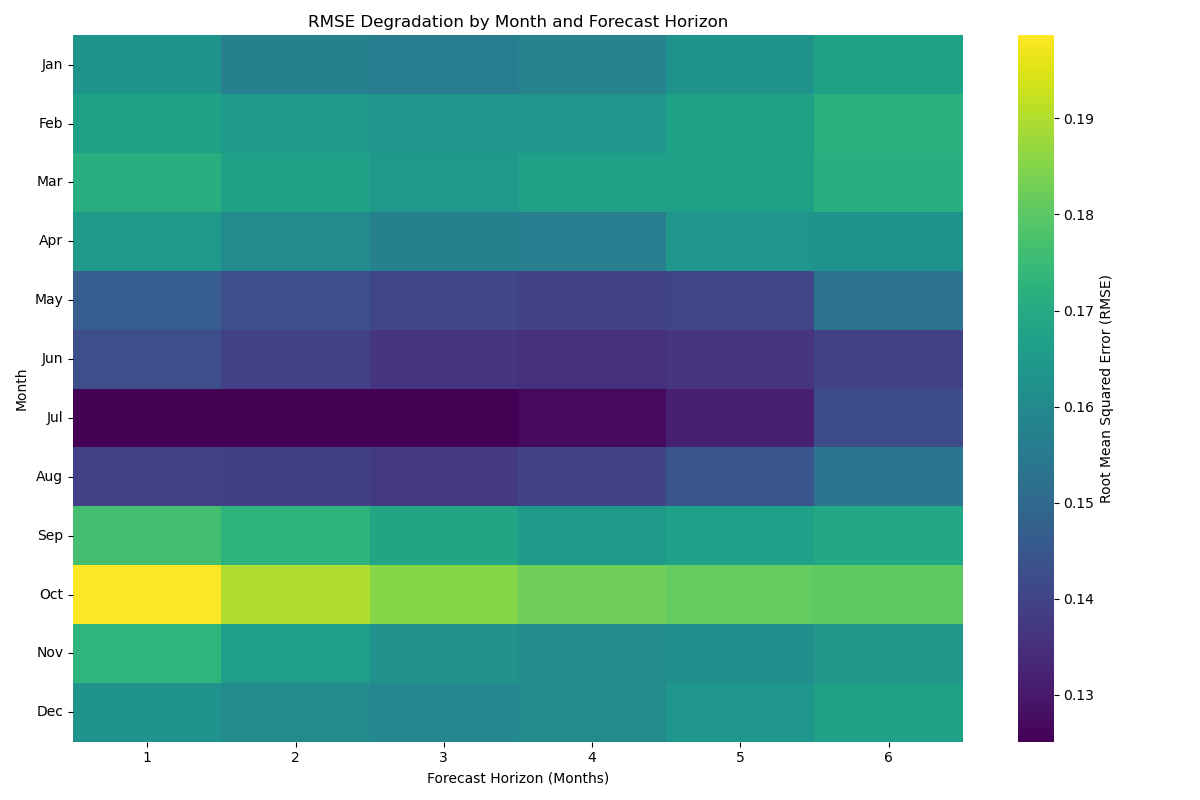 RMSE Degradation by Month and Forecast Horizon
Jan
Feb
Mar
Apr
May
Jun
Jul
Aug
Sep
Oct
Nov
Dec
Month
1 2 3 4 5 6
Forecast Horizon (Months)
0.19
0.18
0.17
0.16
0.15
0.14
0.13
Root Mean Squared Error (RMSE)